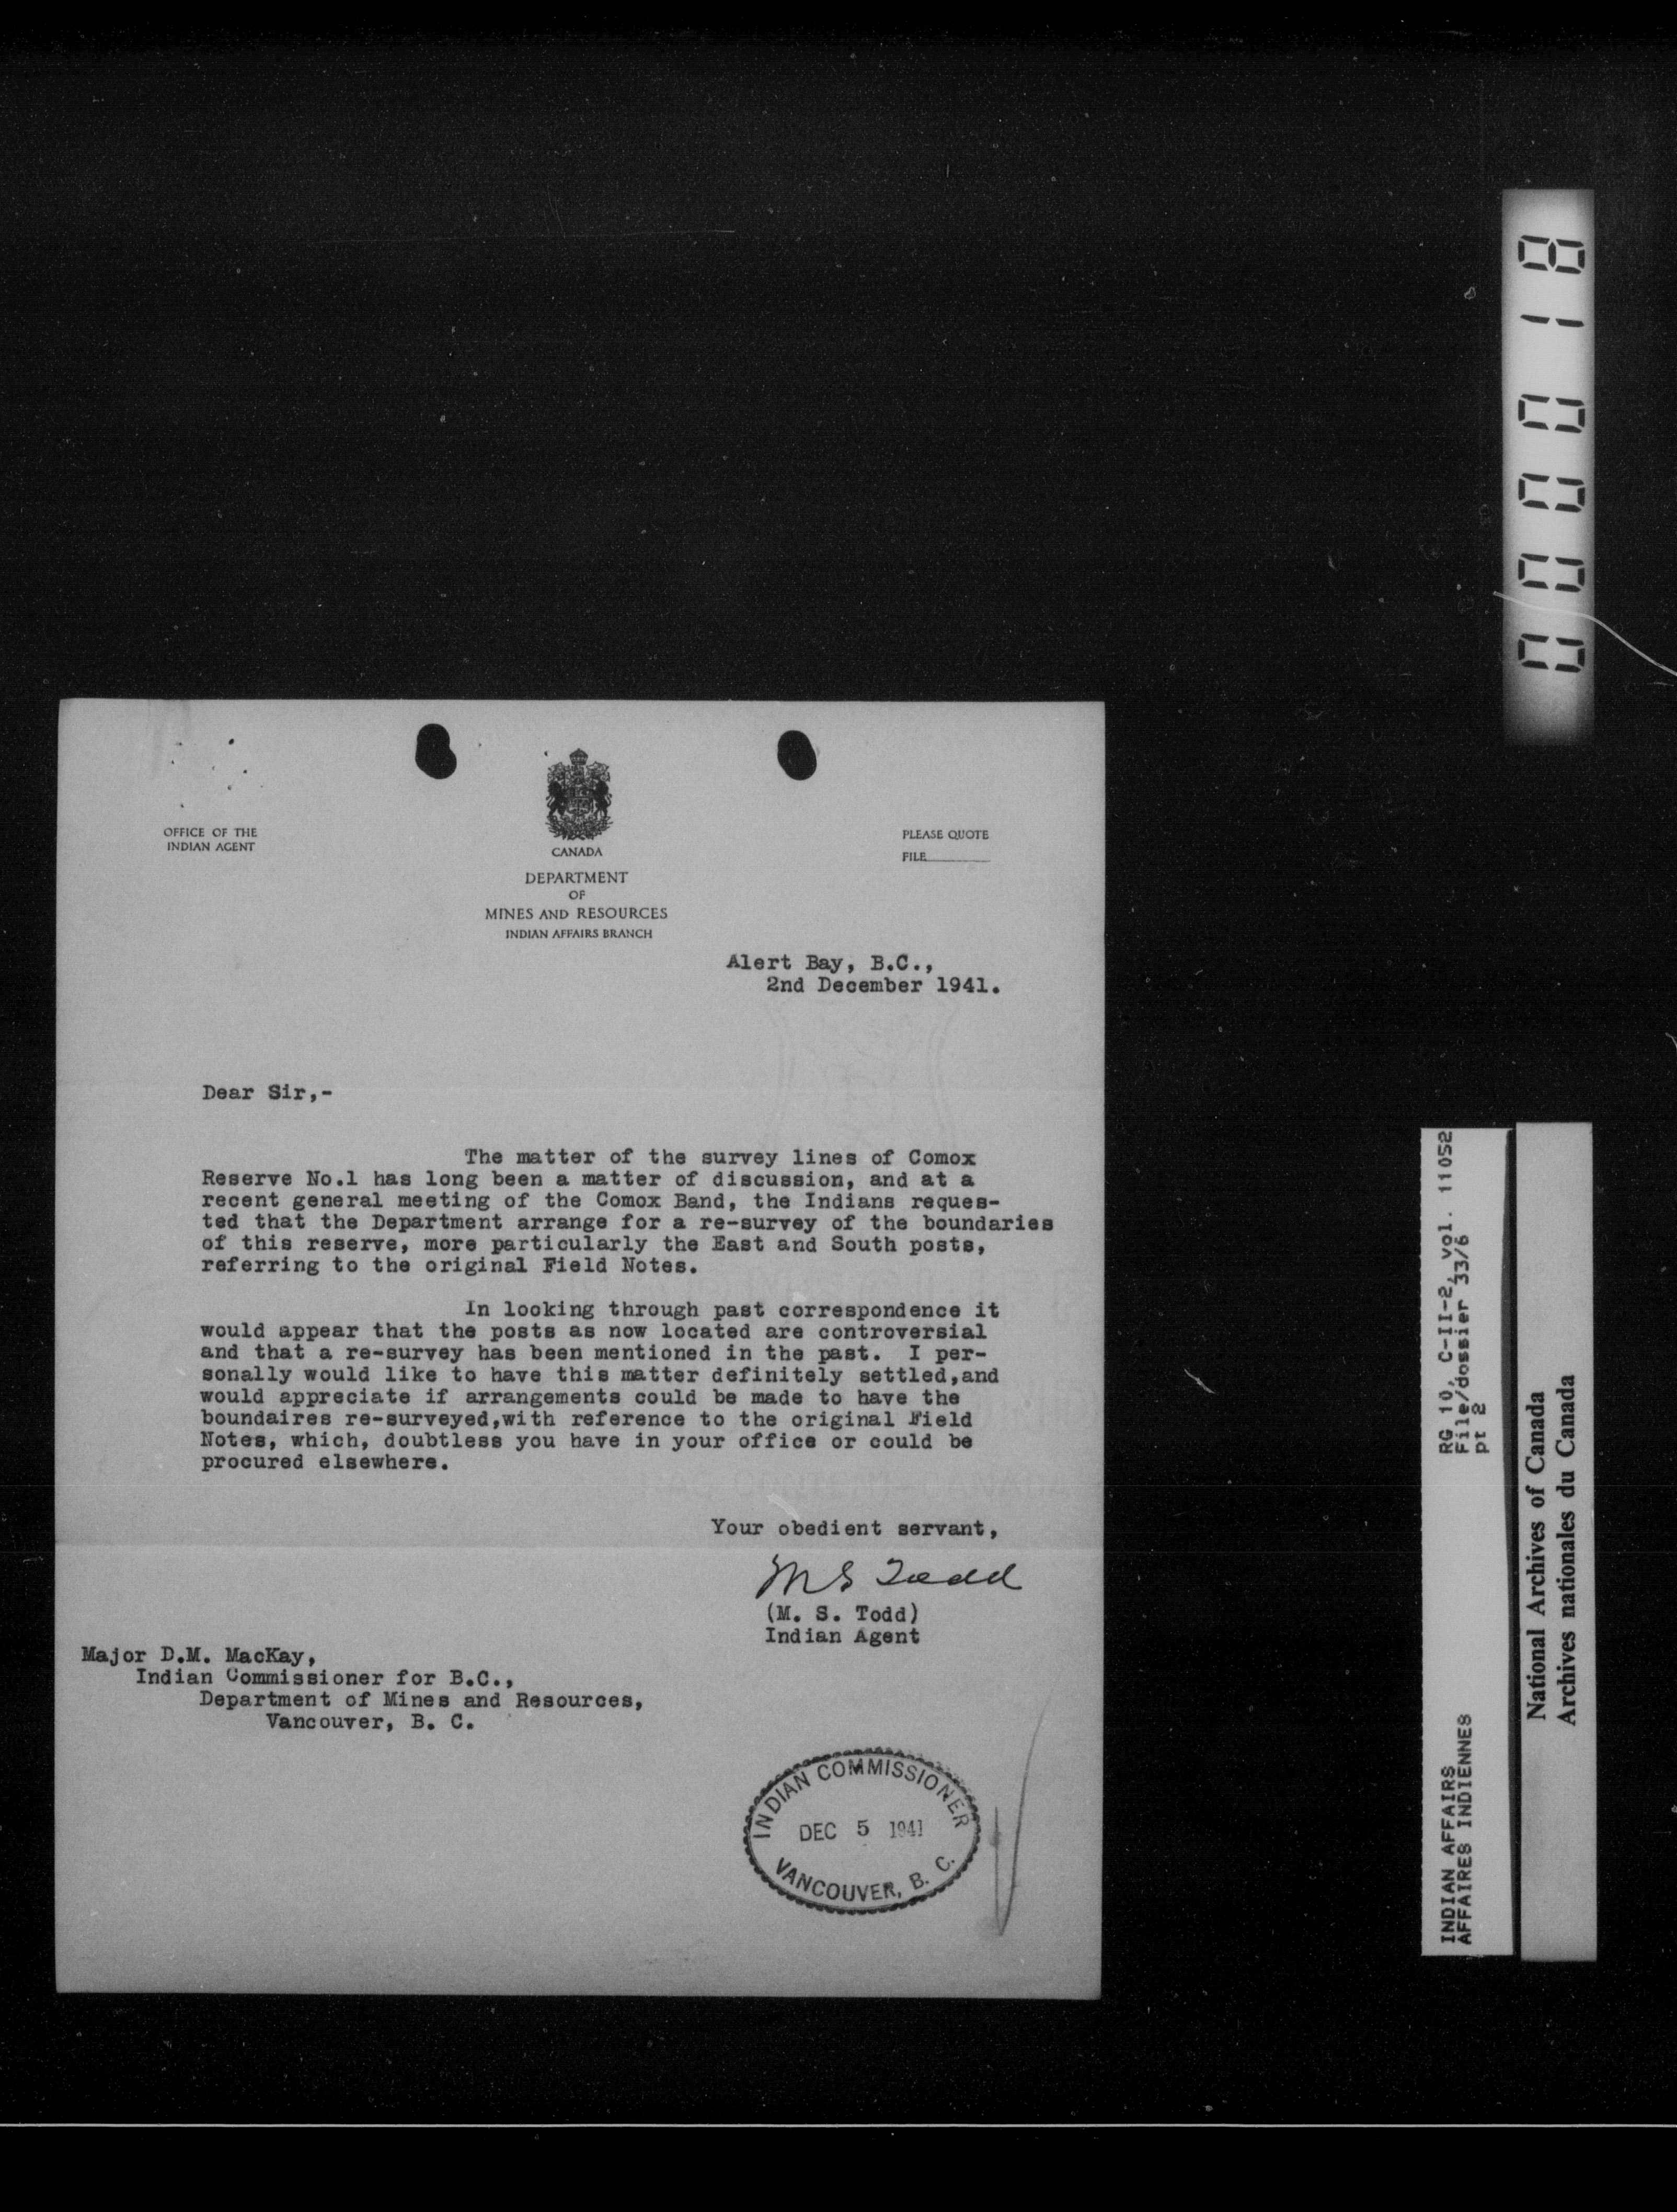 OFFICE OF THE
INDIAN AGENT
CANADA
DEPARTMENT
OF
MINES AND RESOURCES
INDIAN AFFAIRS BRANCH
PLEASE QUOTE
FILE
Alert Bay, B.C.,
2nd December 1941.
Dear Sir,-
The matter of the survey lines of Comox
Reserve No.1 has long been a matter of discussion, and at a
recent general meeting of the Comox Band, the Indians reques-
ted that the Department arrange for a re-survey of the boundaries
of this reserve, more particularly the East and South posts,
referring to the original Field Notes.
In looking through past correspondence it
would appear that the posts as now located are controversial
and that a re-survey has been mentioned in the past.  I per-
sonally would like to have this matter definitely settled,and
would appreciate if arrangements could be made to have the
boundaires re-surveyed,with reference to the original Field
Notes, which, doubtless you have in your office or could be
procured elsewhere.
Your obedient servant,
M S Todd
(M. S. Todd)
Indian Agent
Major D.M. MacKay,
Indian Commissioner for B.C.,
Department of Mines and Resources,
Vancouver, B. C.
INDIAN COMMISSIONER
DEC 5 1941
VANCOUVER, B. C.
000018
INDIAN AFFAIRS RG 10, C-II-2, vol. 11052
AFFAIRES INDIENNES File/dossier 33/6
pt 2
National Archives of Canada
Archives nationales du Canada